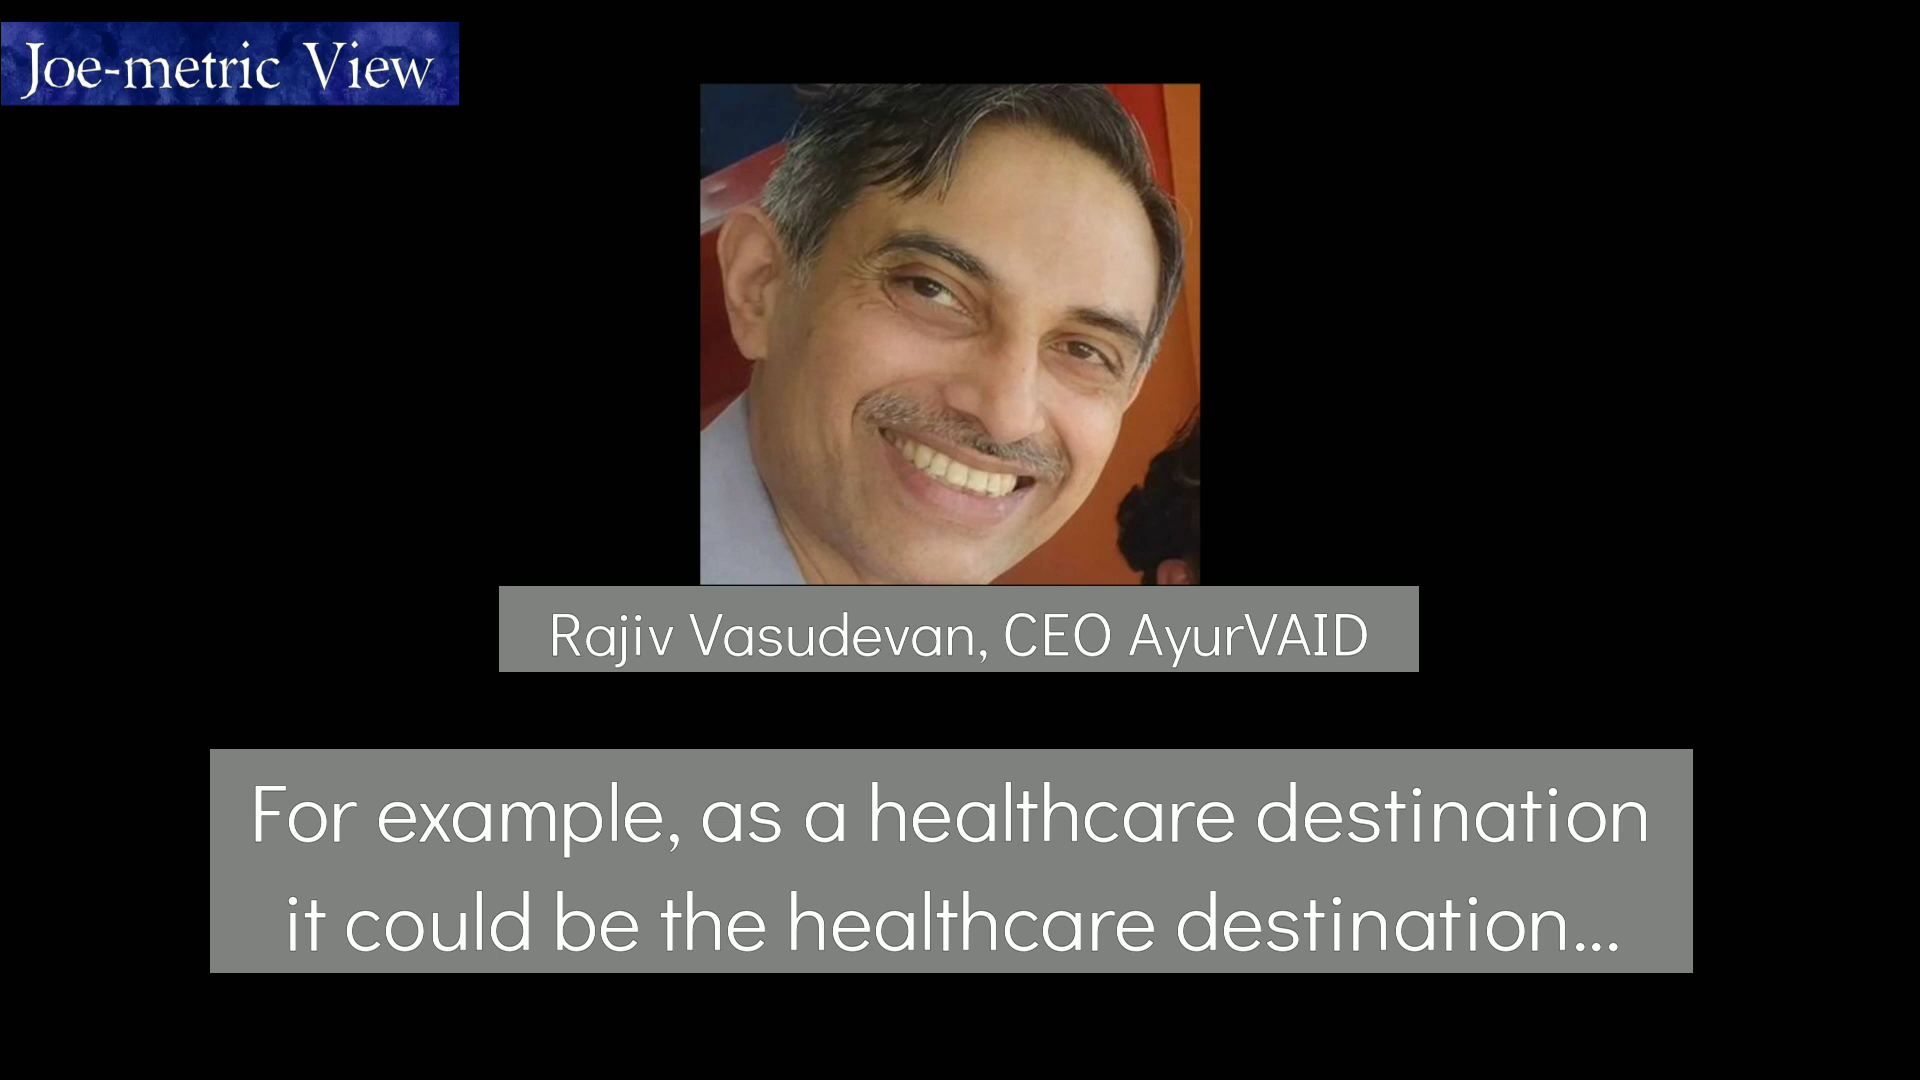 Joe-metric View
Rajiv Vasudevan, CEO AyurVAID
For example, as a healthcare destination
it could be the healthcare destination...